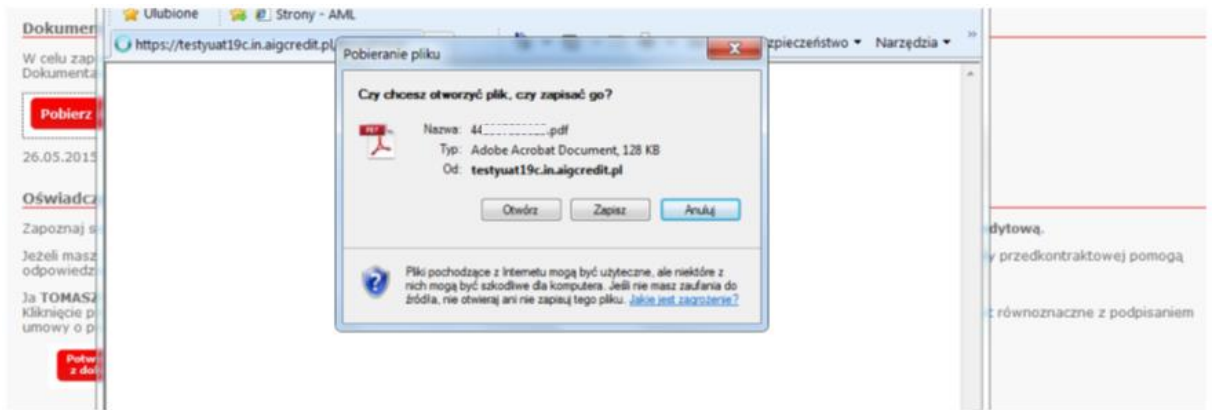 Ulubione Strony - AML
Dokumen
https://testyuat19c.in.aigcredit.pl
zpieczeństwo Narzędzia
Pobieranie pliku
W celu zap
Dokumenta
Czy chcesz otworzyć plik, czy zapisać go?
Pobierz
Nazwa: 44__________.pdf
Typ: Adobe Acrobat Document, 128 KB
26.05.2015
Od: testyuat19c.in.aigcredit.pl
Oświadcz
Otwórz Zapisz Anuluj
Zapoznaj s
dytową.
Jeżeli masz
y przedkontraktowej pomogą
odpowiedz
Pliki pochodzące z Internetu mogą być użyteczne, ale niektóre z
nich mogą być szkodliwe dla komputera. Jeśli nie masz zaufania do
źródła, nie otwieraj ani nie zapisuj tego pliku. Jakie jest zagrożenie?
Ja TOMASZ
Kliknięcie p
równoznaczne z podpisaniem
umowy o p
Potw
z do